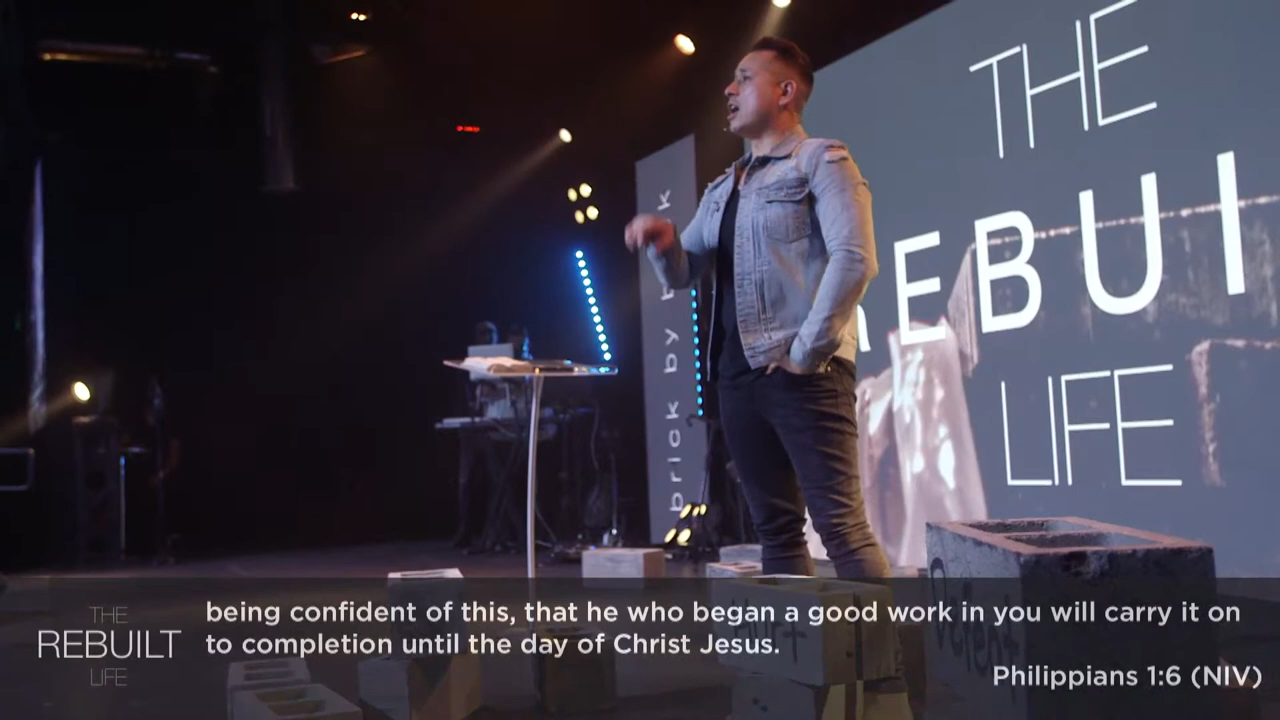 THE
REBUI
LIFE
brick by
Hurt
THE
REBUILT
LIFE
being confident of this, that he who began a good work in you will carry it on
to completion until the day of Christ Jesus.
Philippians 1:6 (NIV)